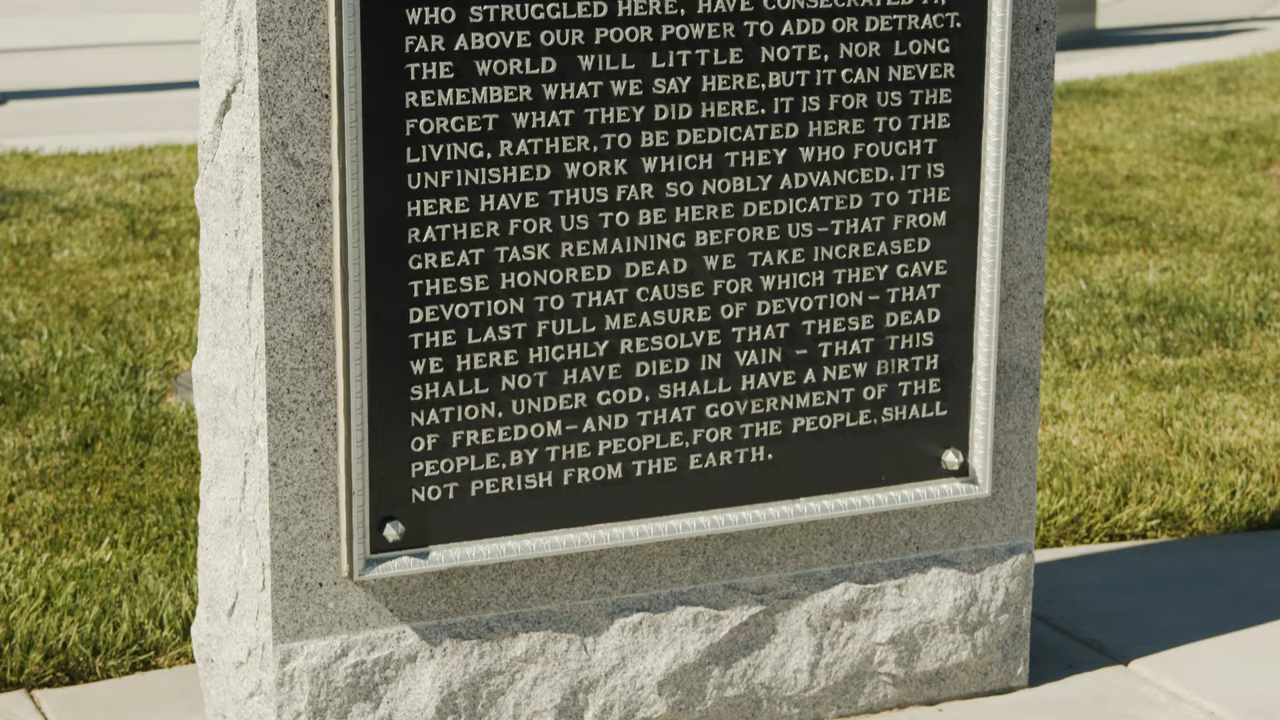 WHO STRUGGLED HERE, HAVE CONSECRATED IT,
FAR ABOVE OUR POOR POWER TO ADD OR DETRACT.
THE WORLD WILL LITTLE NOTE, NOR LONG
REMEMBER WHAT WE SAY HERE, BUT IT CAN NEVER
FORGET WHAT THEY DID HERE. IT IS FOR US THE
LIVING, RATHER, TO BE DEDICATED HERE TO THE
UNFINISHED WORK WHICH THEY WHO FOUGHT
HERE HAVE THUS FAR SO NOBLY ADVANCED. IT IS
RATHER FOR US TO BE HERE DEDICATED TO THE
GREAT TASK REMAINING BEFORE US—THAT FROM
THESE HONORED DEAD WE TAKE INCREASED
DEVOTION TO THAT CAUSE FOR WHICH THEY GAVE
THE LAST FULL MEASURE OF DEVOTION — THAT
WE HERE HIGHLY RESOLVE THAT THESE DEAD
SHALL NOT HAVE DIED IN VAIN — THAT THIS
NATION, UNDER GOD, SHALL HAVE A NEW BIRTH
OF FREEDOM—AND THAT GOVERNMENT OF THE
PEOPLE, BY THE PEOPLE, FOR THE PEOPLE, SHALL
NOT PERISH FROM THE EARTH.